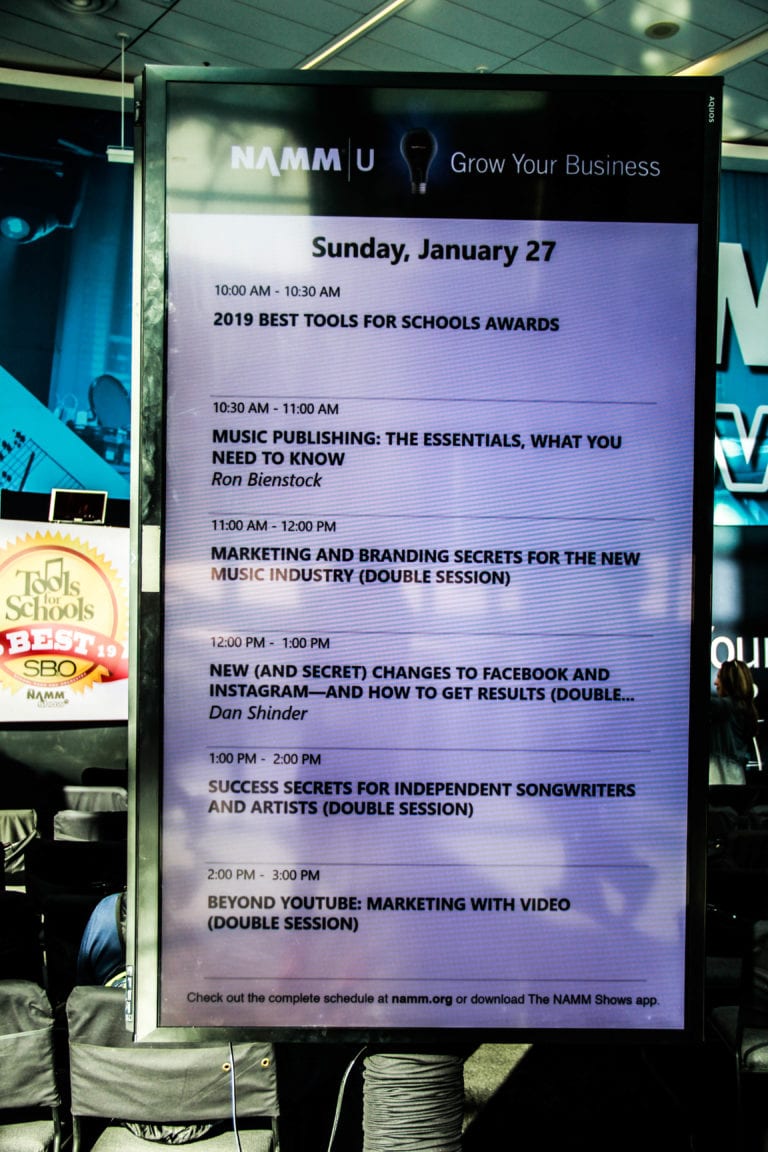 AQUOS
NAMM U
Grow Your Business
Sunday, January 27
10:00 AM - 10:30 AM
2019 BEST TOOLS FOR SCHOOLS AWARDS
10:30 AM - 11:00 AM
MUSIC PUBLISHING: THE ESSENTIALS, WHAT YOU
NEED TO KNOW
Ron Bienstock
11:00 AM - 12:00 PM
MARKETING AND BRANDING SECRETS FOR THE NEW
MUSIC INDUSTRY (DOUBLE SESSION)
12:00 PM - 1:00 PM
NEW (AND SECRET) CHANGES TO FACEBOOK AND
INSTAGRAM—AND HOW TO GET RESULTS (DOUBLE...
Dan Shinder
1:00 PM - 2:00 PM
SUCCESS SECRETS FOR INDEPENDENT SONGWRITERS
AND ARTISTS (DOUBLE SESSION)
2:00 PM - 3:00 PM
BEYOND YOUTUBE: MARKETING WITH VIDEO
(DOUBLE SESSION)
Check out the complete schedule at namm.org or download The NAMM Shows app.
Tools
for
Schools
BEST 19
SBO
NAMM
show